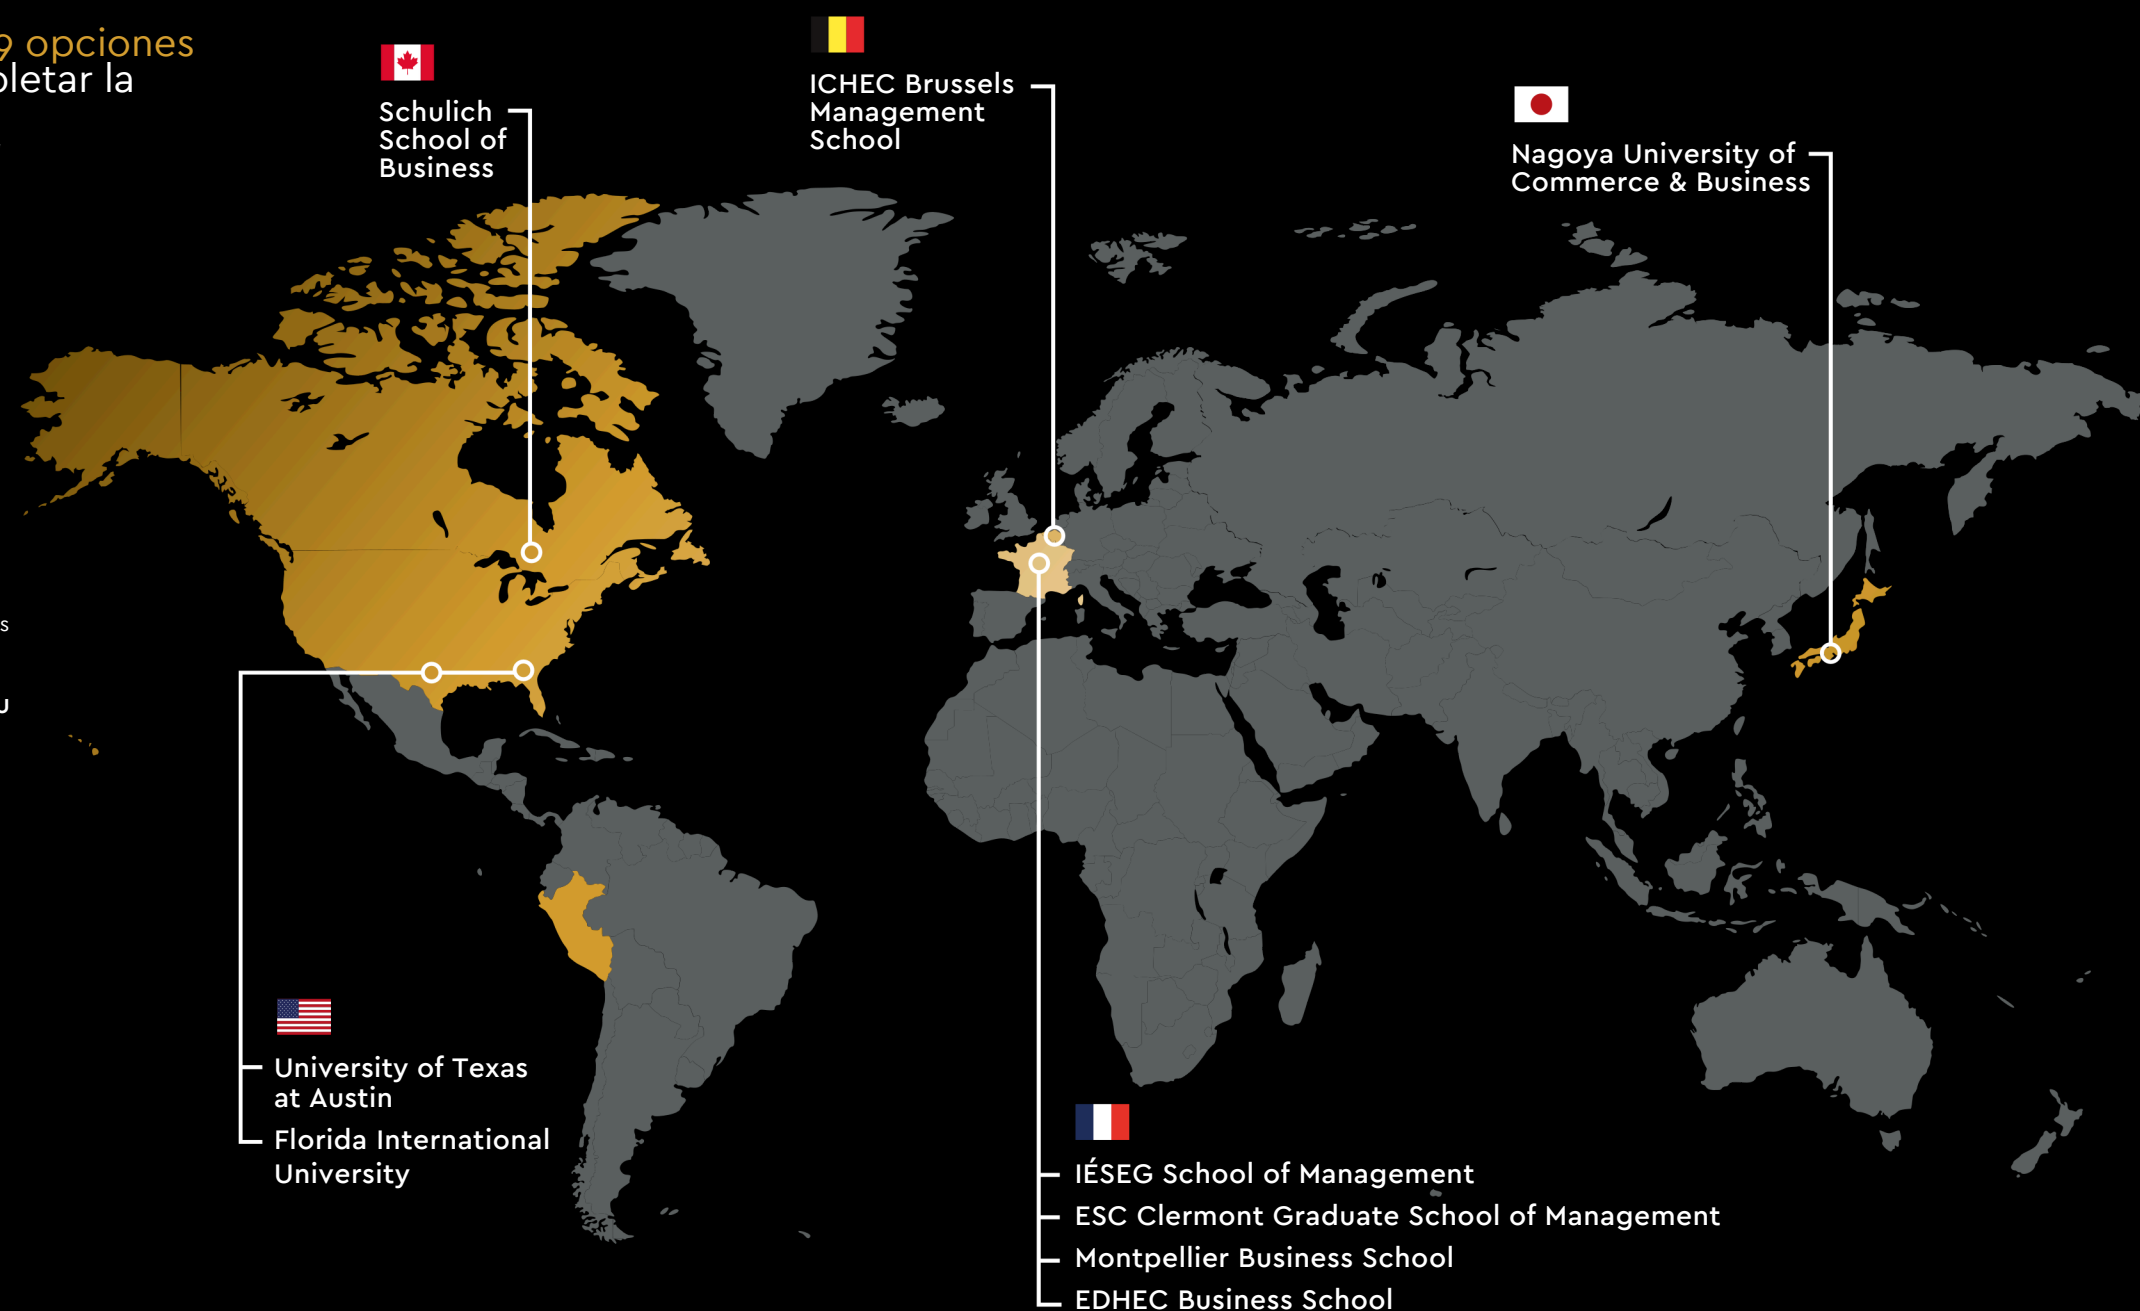 9 opciones
pletar la
Schulich
School of
Business
ICHEC Brussels
Management
School
Nagoya University of
Commerce & Business
s
u
University of Texas
at Austin
Florida International
University
IÉSEG School of Management
ESC Clermont Graduate School of Management
Montpellier Business School
EDHEC Business School